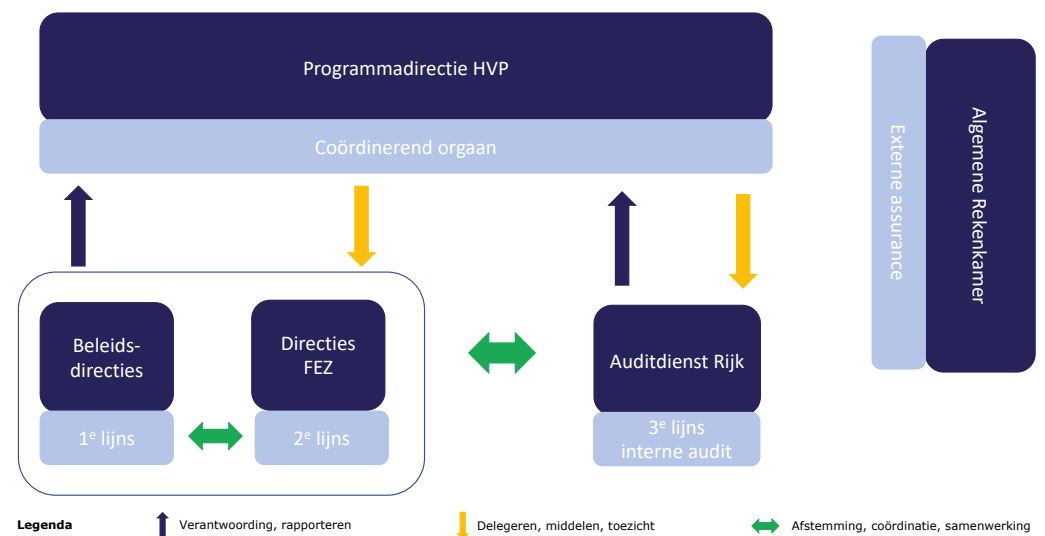 Programmadirectie HVP
Coördinerend orgaan
Externe assurance
Algemene Rekenkamer
Beleids-
directies
1e lijns
Directies
FEZ
2e lijns
Auditdienst Rijk
3e lijns
interne audit
Legenda
Verantwoording, rapporteren
Delegeren, middelen, toezicht
Afstemming, coördinatie, samenwerking